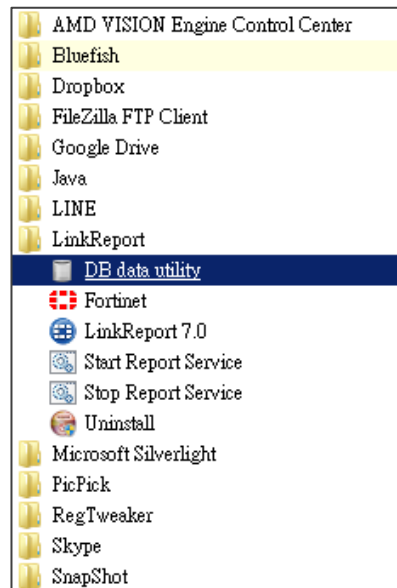 AMD VISION Engine Control Center
Bluefish
Dropbox
FileZilla FTP Client
Google Drive
Java
LINE
LinkReport
DB data utility
Fortinet
LinkReport 7.0
Start Report Service
Stop Report Service
Uninstall
Microsoft Silverlight
PicPick
RegTweaker
Skype
SnapShot